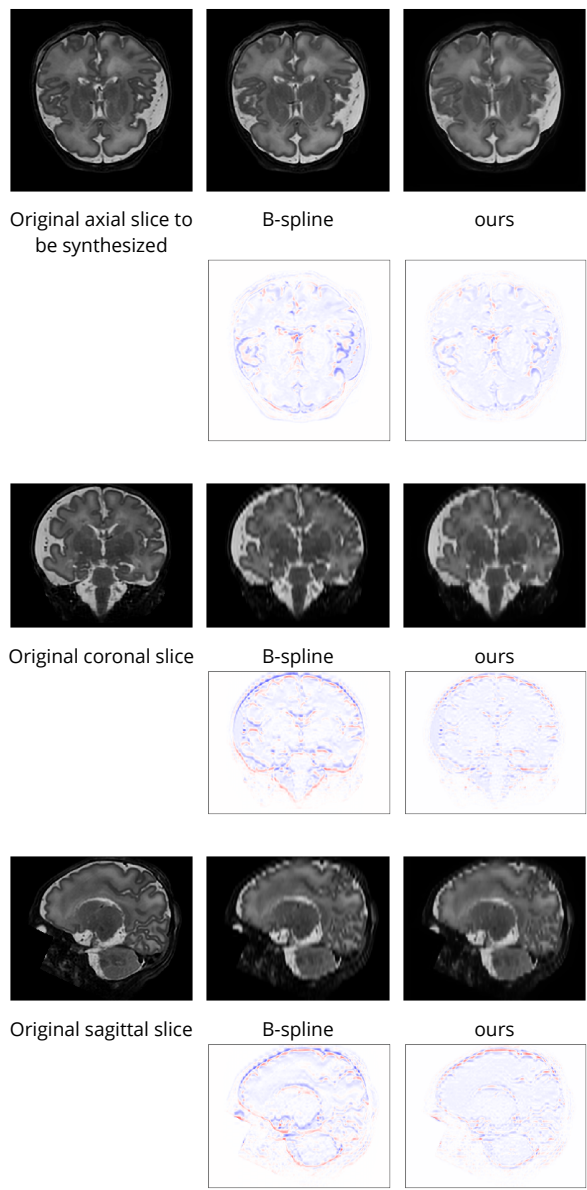 Original axial slice to
be synthesized
B-spline
ours
Original coronal slice
B-spline
ours
Original sagittal slice
B-spline
ours